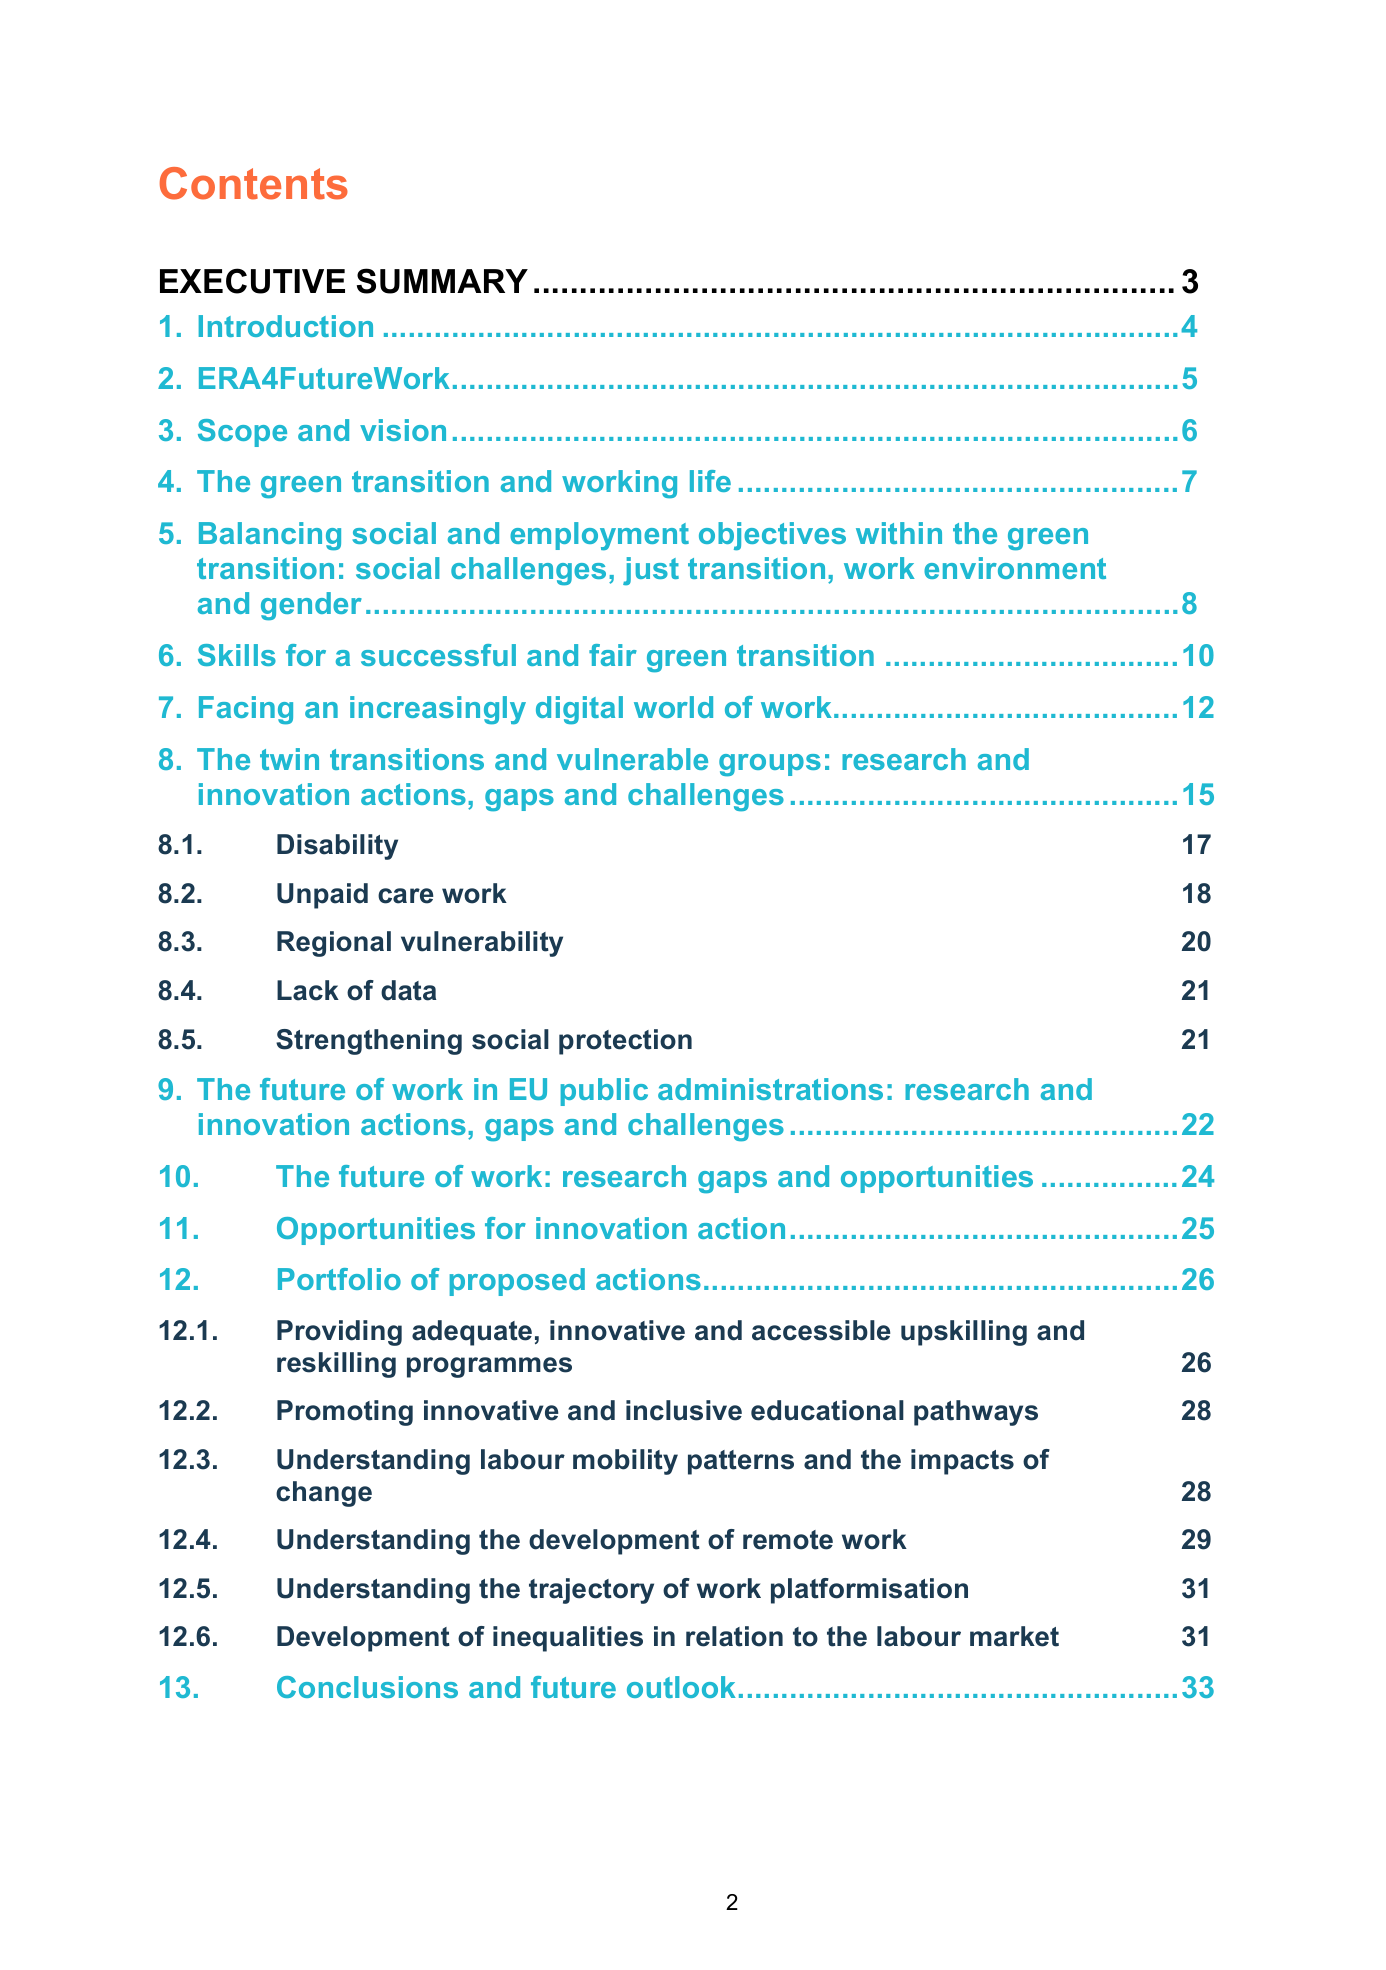 Contents
EXECUTIVE SUMMARY ..................................................................... 3
1. Introduction ............................................................................................ 4
2. ERA4FutureWork.................................................................................... 5
3. Scope and vision.................................................................................... 6
4. The green transition and working life ................................................... 7
5. Balancing social and employment objectives within the green
transition: social challenges, just transition, work environment
and gender.............................................................................................. 8
6. Skills for a successful and fair green transition .................................. 10
7. Facing an increasingly digital world of work........................................ 12
8. The twin transitions and vulnerable groups: research and
innovation actions, gaps and challenges ............................................. 15
8.1. Disability 17
8.2. Unpaid care work 18
8.3. Regional vulnerability 20
8.4. Lack of data 21
8.5. Strengthening social protection 21
9. The future of work in EU public administrations: research and
innovation actions, gaps and challenges ............................................. 22
10. The future of work: research gaps and opportunities ................ 24
11. Opportunities for innovation action............................................. 25
12. Portfolio of proposed actions....................................................... 26
12.1. Providing adequate, innovative and accessible upskilling and
reskilling programmes 26
12.2. Promoting innovative and inclusive educational pathways 28
12.3. Understanding labour mobility patterns and the impacts of
change 28
12.4. Understanding the development of remote work 29
12.5. Understanding the trajectory of work platformisation 31
12.6. Development of inequalities in relation to the labour market 31
13. Conclusions and future outlook................................................... 33
2